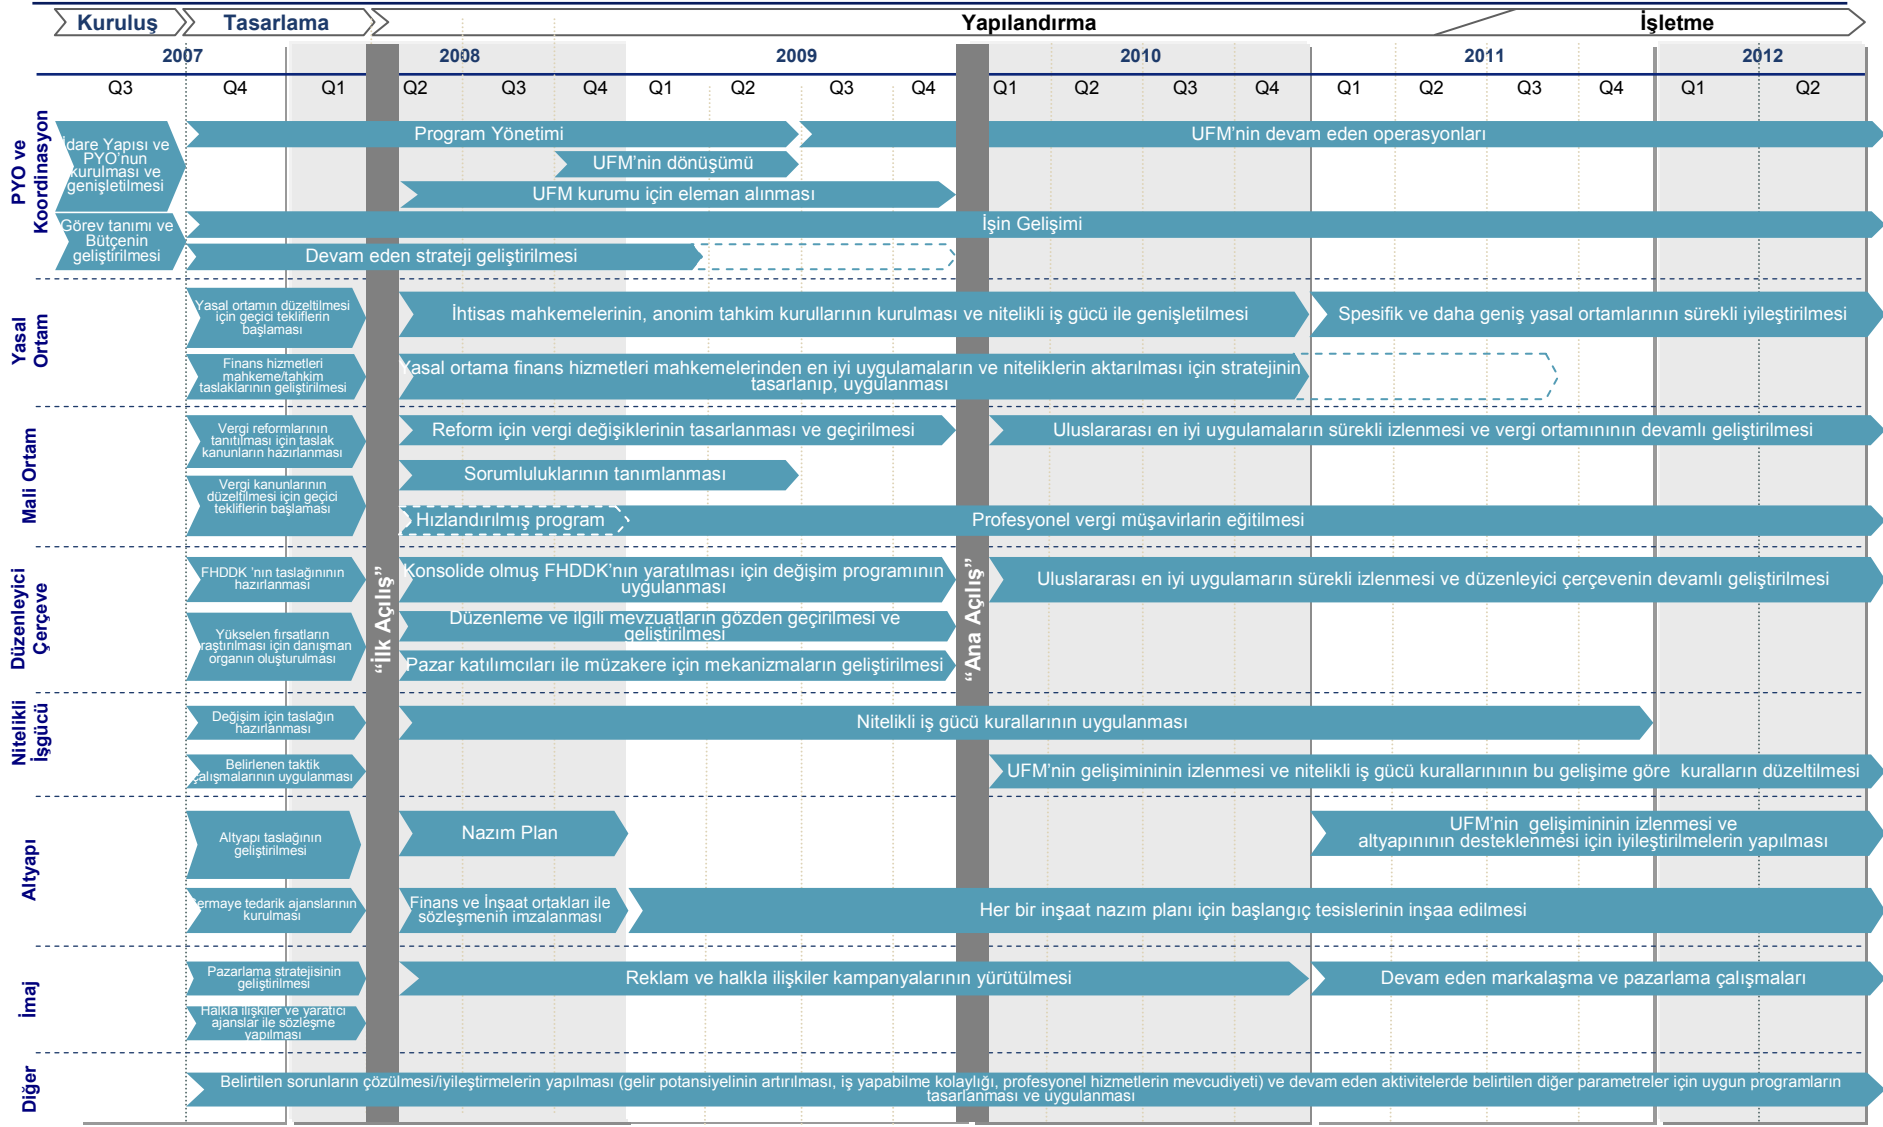 Kuruluş
Tasarlama
Yapılandırma
İşletme
2007
2008
2009
2010
2011
2012
Q3
Q4
Q1
Q2
Q3
Q4
Q1
Q2
Q3
Q4
Q1
Q2
Q3
Q4
Q1
Q2
Q3
Q4
Q1
Q2
PYO ve
Koordinasyon
İdare Yapısı ve
PYO'nun
kurulması ve
genişletilmesi
Program Yönetimi
UFM'nin devam eden operasyonları
UFM'nin dönüşümü
UFM kurumu için eleman alınması
Görev tanımı ve
Bütçenin
geliştirilmesi
İşin Gelişimi
Devam eden strateji geliştirilmesi
Yasal
Ortam
Yasal ortamın düzeltilmesi
için geçici tekliflerin
başlaması
İhtisas mahkemelerinin, anonim tahkim kurullarının kurulması ve nitelikli iş gücü ile genişletilmesi
Spesifik ve daha geniş yasal ortamlarının sürekli iyileştirilmesi
Finans hizmetleri
mahkeme/tahkim
taslaklarının geliştirilmesi
Yasal ortama finans hizmetleri mahkemelerinden en iyi uygulamaların ve niteliklerin aktarılması için stratejinin
tasarlanıp, uygulanması
Mali Ortam
Vergi reformlarının
tanıtılması için taslak
kanunların hazırlanması
Reform için vergi değişiklerinin tasarlanması ve geçirilmesi
Uluslararası en iyi uygulamaların sürekli izlenmesi ve vergi ortamınının devamlı geliştirilmesi
Sorumluluklarının tanımlanması
Vergi kanunlarının
düzeltilmesi için geçici
tekliflerin başlaması
Hızlandırılmış program
Profesyonel vergi müşavirlarin eğitilmesi
Düzenleyici
Çerçeve
FHDDK 'nın taslağınının
hazırlanması
"İlk Açılış"
Konsolide olmuş FHDDK'nın yaratılması için değişim programının
uygulanması
"Ana Açılış"
Uluslararası en iyi uygulamarın sürekli izlenmesi ve düzenleyici çerçevenin devamlı geliştirilmesi
Düzenleme ve ilgili mevzuatların gözden geçirilmesi ve
geliştirilmesi
Yükselen fırsatların
araştırılması için danışman
organın oluşturulması
Pazar katılımcıları ile müzakere için mekanizmaların geliştirilmesi
Nitelikli
İşgücü
Değişim için taslağın
hazırlanması
Nitelikli iş gücü kurallarının uygulanması
Belirlenen taktik
çalışmalarının uygulanması
UFM'nin gelişimininin izlenmesi ve nitelikli iş gücü kurallarınının bu gelişime göre kuralların düzeltilmesi
Altyapı
Altyapı taslağının
geliştirilmesi
Nazım Plan
UFM'nin gelişimininin izlenmesi ve
altyapınının desteklenmesi için iyileştirilmelerin yapılması
Sermaye tedarik ajanslarının
kurulması
Finans ve İnşaat ortakları ile
sözleşmenin imzalanması
Her bir inşaat nazım planı için başlangıç tesislerinin inşaa edilmesi
İmaj
Pazarlama stratejisinin
geliştirilmesi
Reklam ve halkla ilişkiler kampanyalarının yürütülmesi
Devam eden markalaşma ve pazarlama çalışmaları
Halkla ilişkiler ve yaratıcı
ajanslar ile sözleşme
yapılması
Diğer
Belirtilen sorunların çözülmesi/iyileştirmelerin yapılması (gelir potansiyelinin artırılması, iş yapabilme kolaylığı, profesyonel hizmetlerin mevcudiyeti) ve devam eden aktivitelerde belirtilen diğer parametreler için uygun programların
tasarlanması ve uygulanması